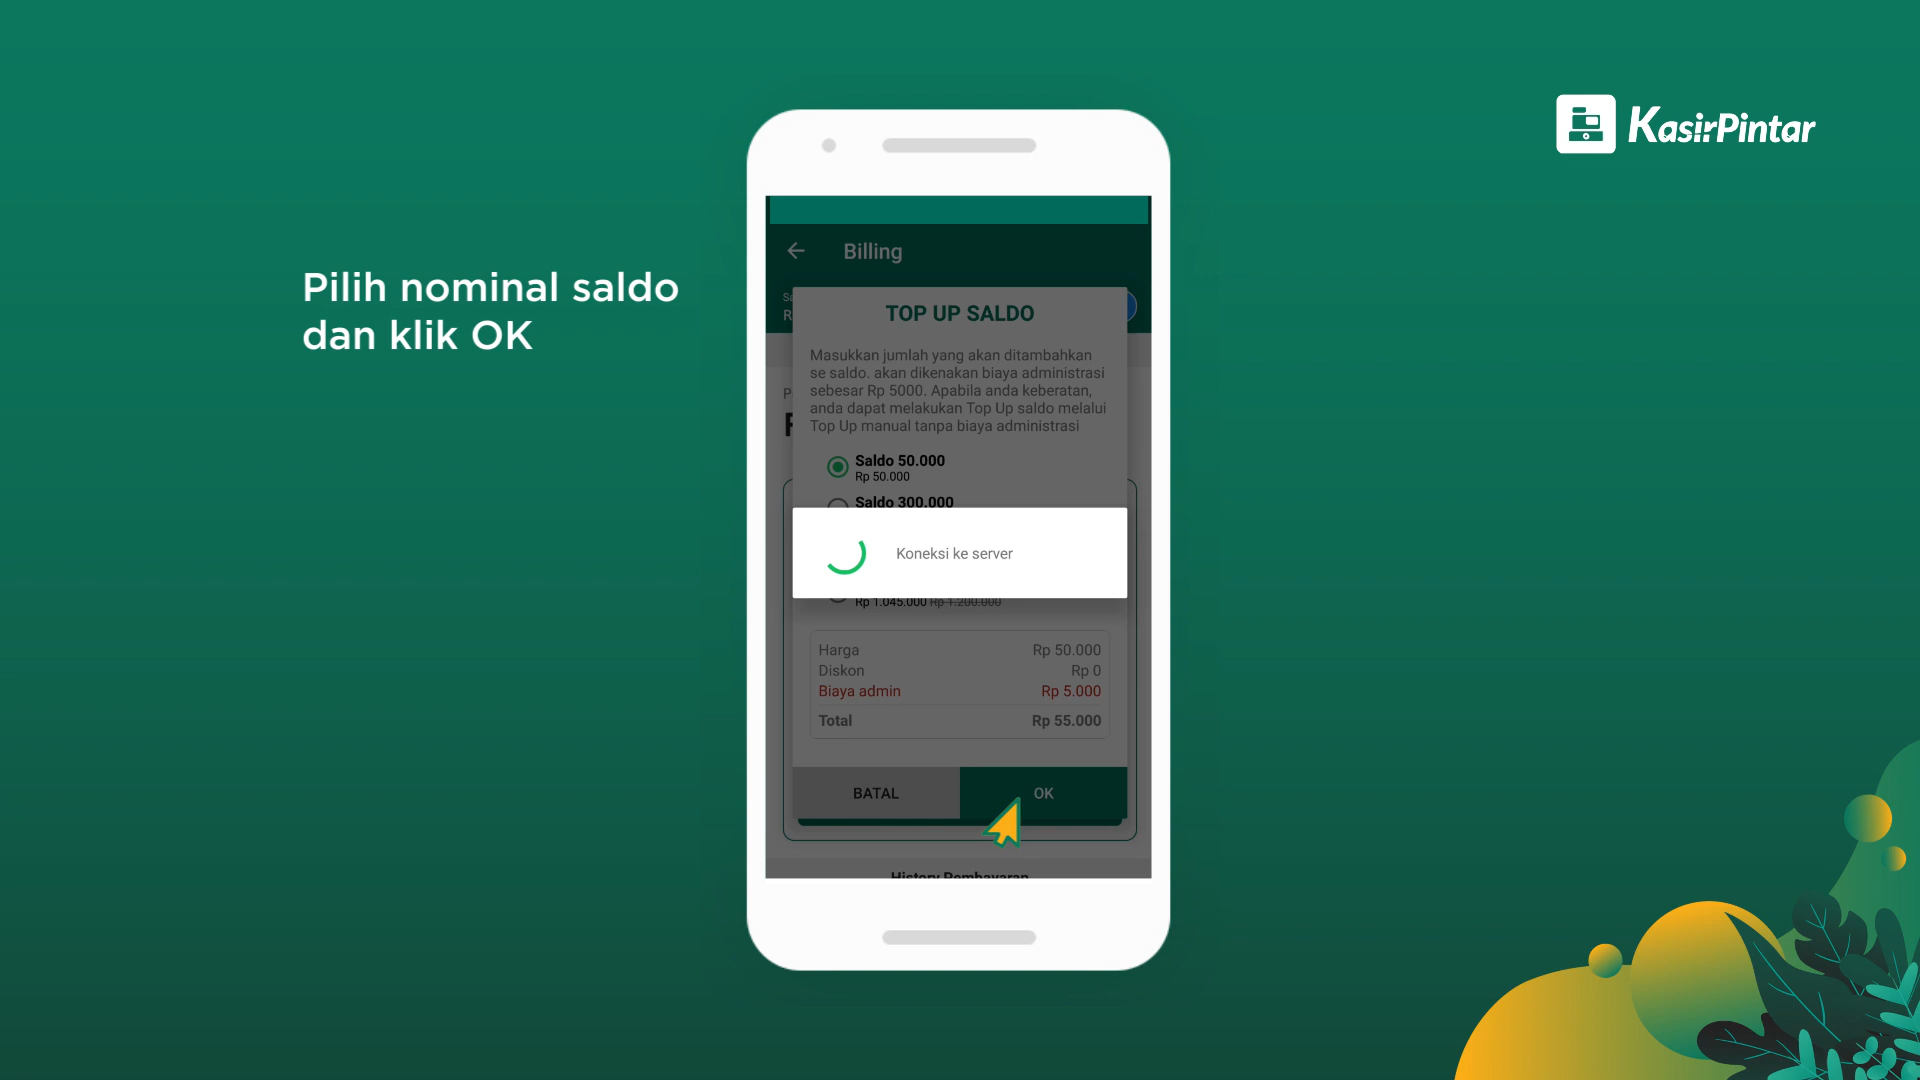 KasirPintar
Pilih nominal saldo
dan klik OK
Billing
TOP UP SALDO
Masukkan jumlah yang akan ditambahkan
se saldo. akan dikenakan biaya administrasi
sebesar Rp 5000. Apabila anda keberatan,
anda dapat melakukan Top Up saldo melalui
Top Up manual tanpa biaya administrasi
Saldo 50.000
Rp 50.000
Saldo 300.000
Koneksi ke server
Rp 1.045.000 Rp 1.200.000
Harga Rp 50.000
Diskon Rp 0
Biaya admin Rp 5.000
Total Rp 55.000
BATAL OK
History Pembayaran